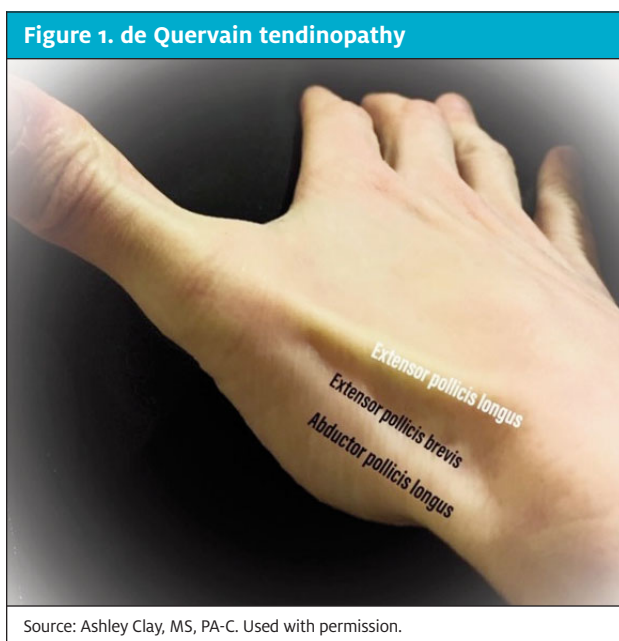 Figure 1. de Quervain tendinopathy
Extensor pollicis longus
Extensor pollicis brevis
Abductor pollicis longus
Source: Ashley Clay, MS, PA-C. Used with permission.